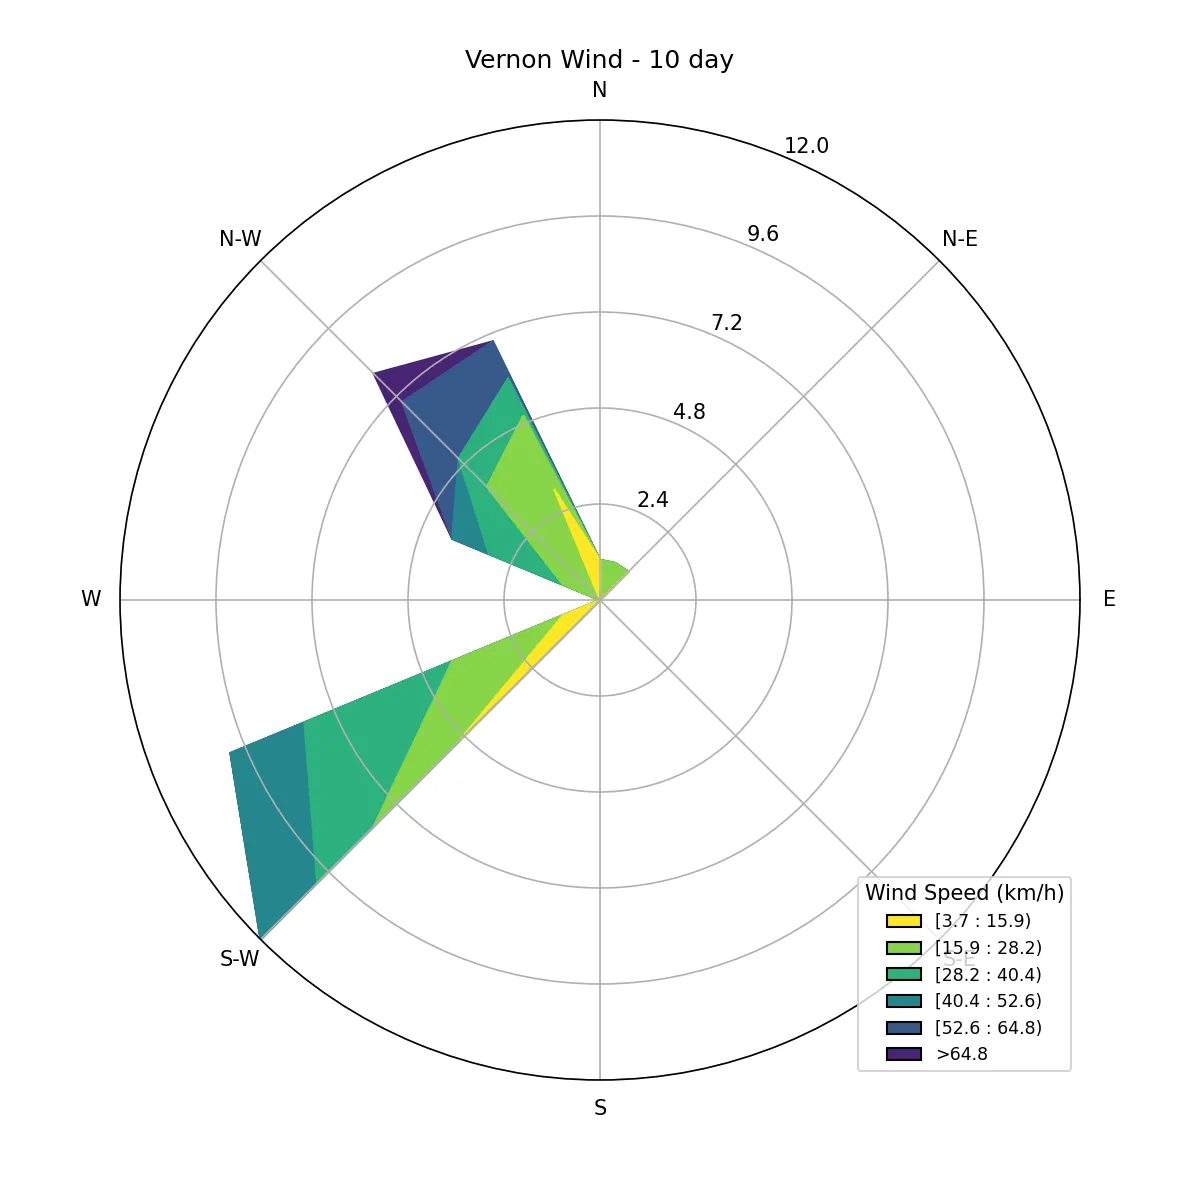 Vernon Wind - 10 day
N
12.0
N-W
N-E
9.6
7.2
4.8
2.4
W
E
S-W
S-E
S
Wind Speed (km/h)
[3.7 : 15.9)
[15.9 : 28.2)
[28.2 : 40.4)
[40.4 : 52.6)
[52.6 : 64.8)
>64.8